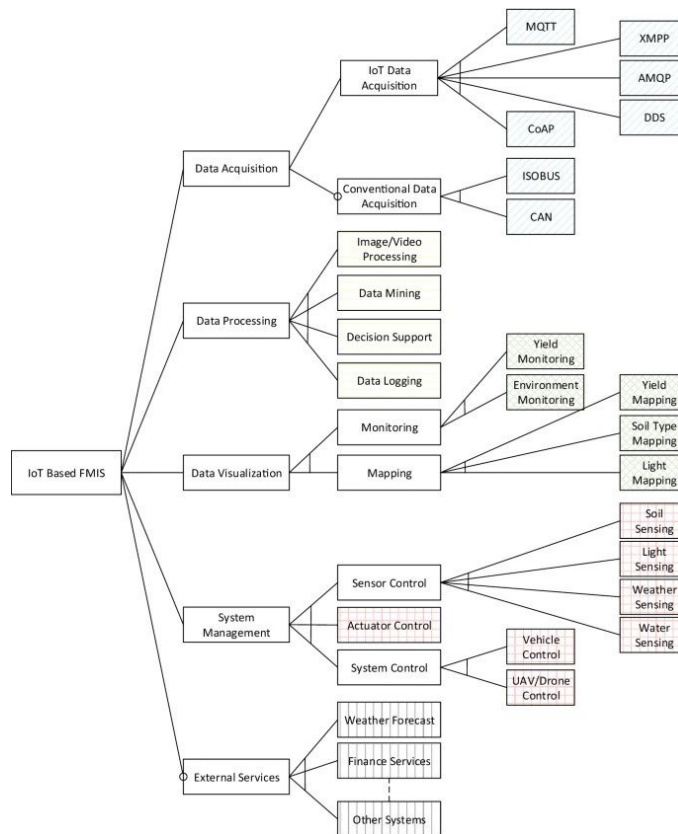 MQTT
XMPP
IoT Data
Acquisition
AMQP
DDS
CoAP
Data Acquisition
ISOBUS
Conventional Data
Acquisition
CAN
Image/Video
Processing
Data Mining
Data Processing
Decision Support
Yield
Monitoring
Data Logging
Environment
Monitoring
Yield
Mapping
Monitoring
Soil Type
Mapping
IoT Based FMIS
Data Visualization
Mapping
Light
Mapping
Soil
Sensing
Light
Sensing
Sensor Control
Weather
Sensing
System
Management
Actuator Control
Water
Sensing
Vehicle
Control
System Control
UAV/Drone
Control
Weather Forecast
Finance Services
External Services
Other Systems